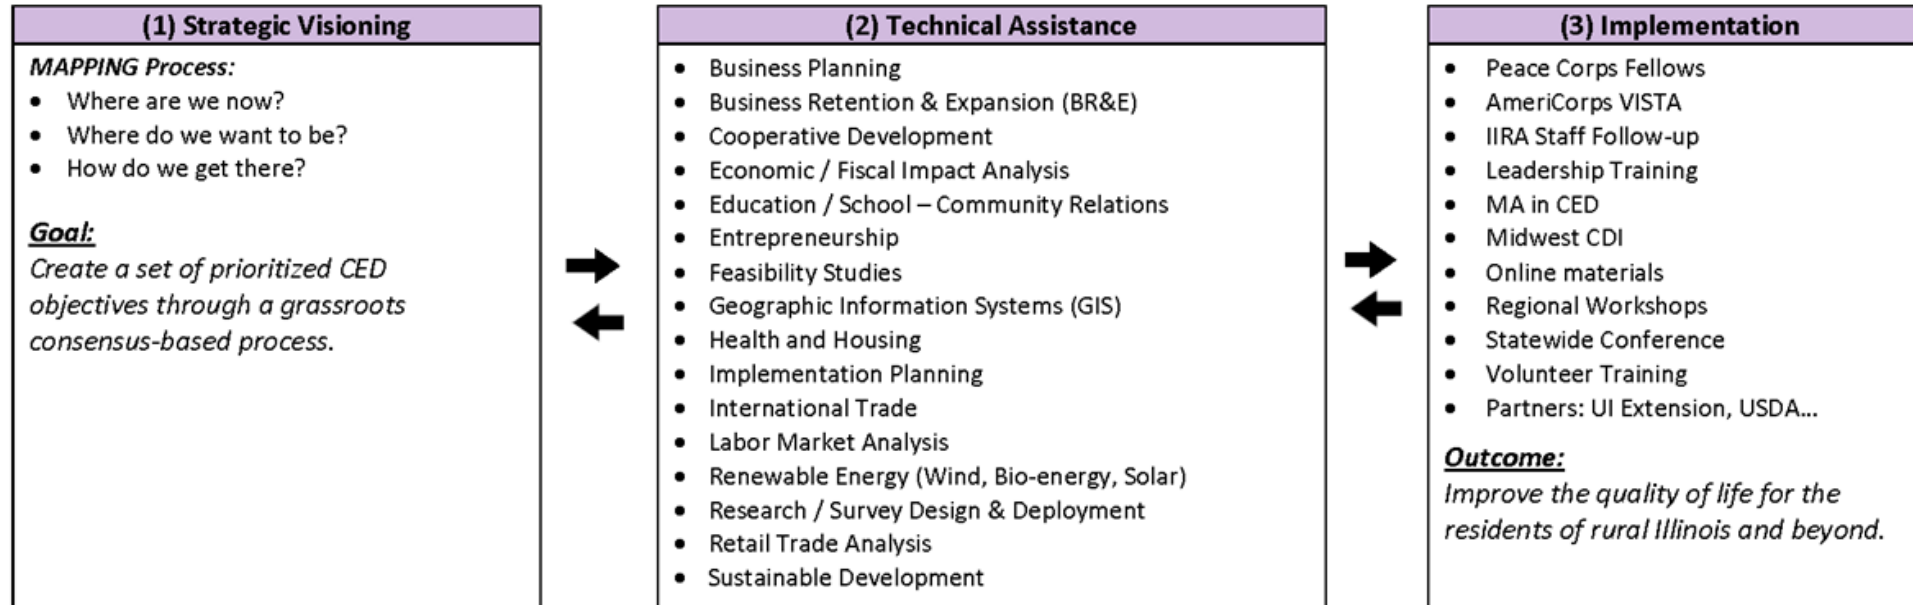 (1) Strategic Visioning
MAPPING Process:
• Where are we now?
• Where do we want to be?
• How do we get there?
Goal:
Create a set of prioritized CED
objectives through a grassroots
consensus-based process.
(2) Technical Assistance
• Business Planning
• Business Retention & Expansion (BR&E)
• Cooperative Development
• Economic / Fiscal Impact Analysis
• Education / School – Community Relations
• Entrepreneurship
• Feasibility Studies
• Geographic Information Systems (GIS)
• Health and Housing
• Implementation Planning
• International Trade
• Labor Market Analysis
• Renewable Energy (Wind, Bio-energy, Solar)
• Research / Survey Design & Deployment
• Retail Trade Analysis
• Sustainable Development
(3) Implementation
• Peace Corps Fellows
• AmeriCorps VISTA
• IIRA Staff Follow-up
• Leadership Training
• MA in CED
• Midwest CDI
• Online materials
• Regional Workshops
• Statewide Conference
• Volunteer Training
• Partners: UI Extension, USDA...
Outcome:
Improve the quality of life for the
residents of rural Illinois and beyond.